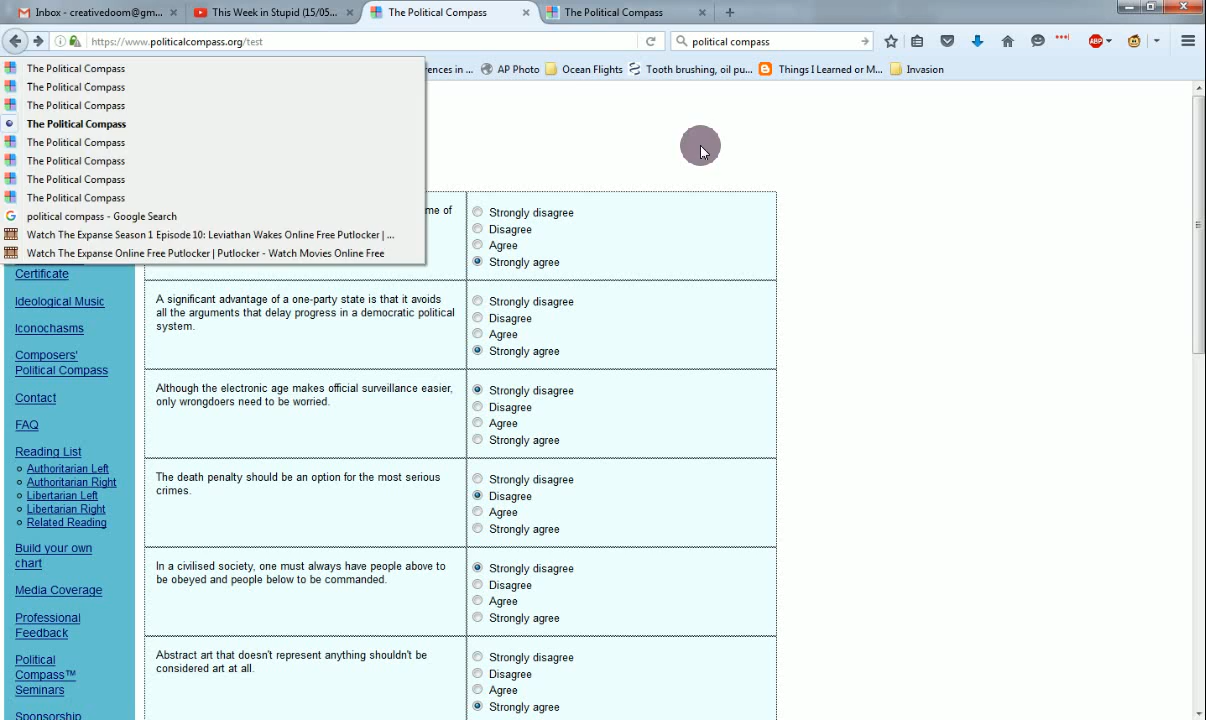 Inbox - creativedoom@gm...
This Week in Stupid (15/05...
The Political Compass
The Political Compass
https://www.politicalcompass.org/test
political compass
ABP
The Political Compass
The Political Compass
The Political Compass
The Political Compass
The Political Compass
The Political Compass
The Political Compass
The Political Compass
political compass - Google Search
Watch The Expanse Season 1 Episode 10: Leviathan Wakes Online Free Putlocker | ...
Watch The Expanse Online Free Putlocker | Putlocker - Watch Movies Online Free
ences in ...
AP Photo
Ocean Flights
Tooth brushing, oil pu...
Things I Learned or M...
Invasion
Certificate
Ideological Music
Iconochasms
Composers'
Political Compass
Contact
FAQ
Reading List
Authoritarian Left
Authoritarian Right
Libertarian Left
Libertarian Right
Related Reading
Build your own
chart
Media Coverage
Professional
Feedback
Political
Compass™
Seminars
Sponsorship
me of
Strongly disagree
Disagree
Agree
Strongly agree
A significant advantage of a one-party state is that it avoids
all the arguments that delay progress in a democratic political
system.
Strongly disagree
Disagree
Agree
Strongly agree
Although the electronic age makes official surveillance easier,
only wrongdoers need to be worried.
Strongly disagree
Disagree
Agree
Strongly agree
The death penalty should be an option for the most serious
crimes.
Strongly disagree
Disagree
Agree
Strongly agree
In a civilised society, one must always have people above to
be obeyed and people below to be commanded.
Strongly disagree
Disagree
Agree
Strongly agree
Abstract art that doesn't represent anything shouldn't be
considered art at all.
Strongly disagree
Disagree
Agree
Strongly agree